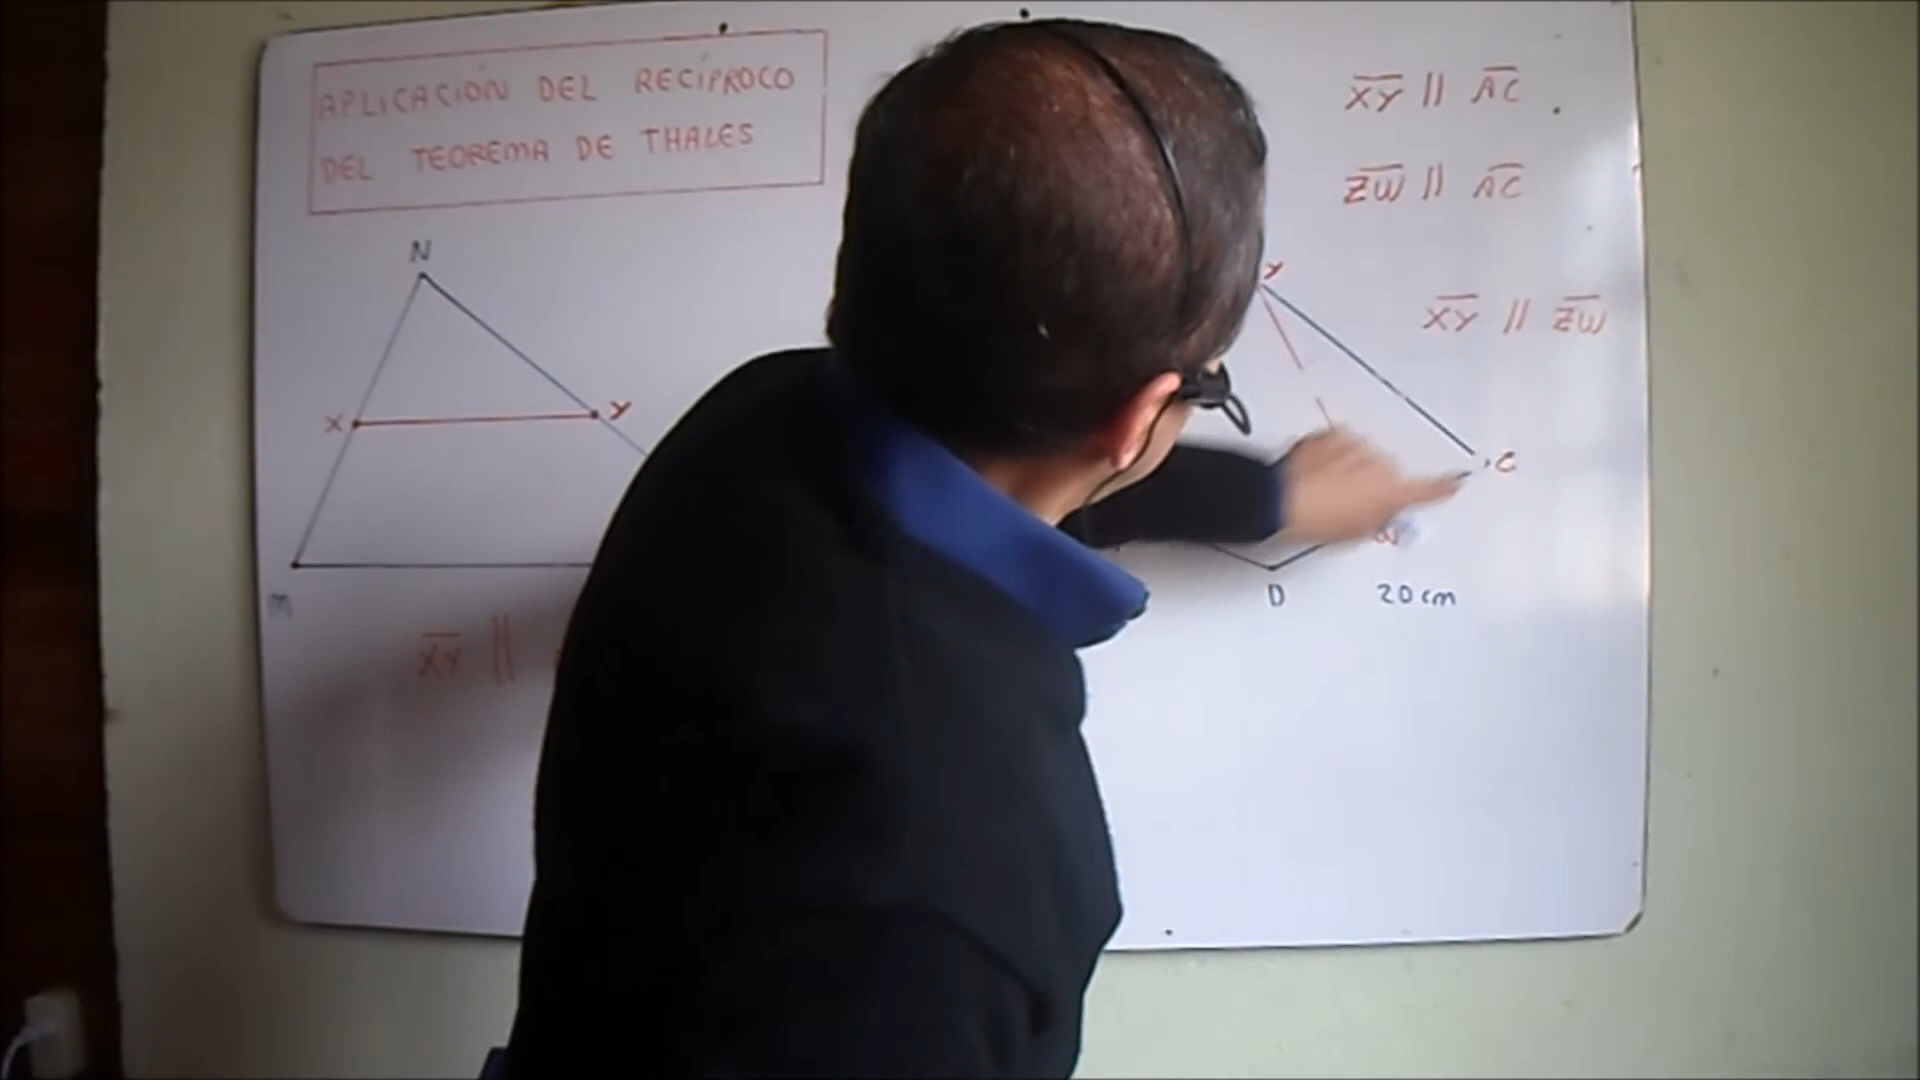 APLICACIÓN DEL RECÍPROCO
DEL TEOREMA DE THALES
N
X
Y
M
XY ||
XY || AC
ZW || AC
XY || ZW
Y
C
W
D
20 cm